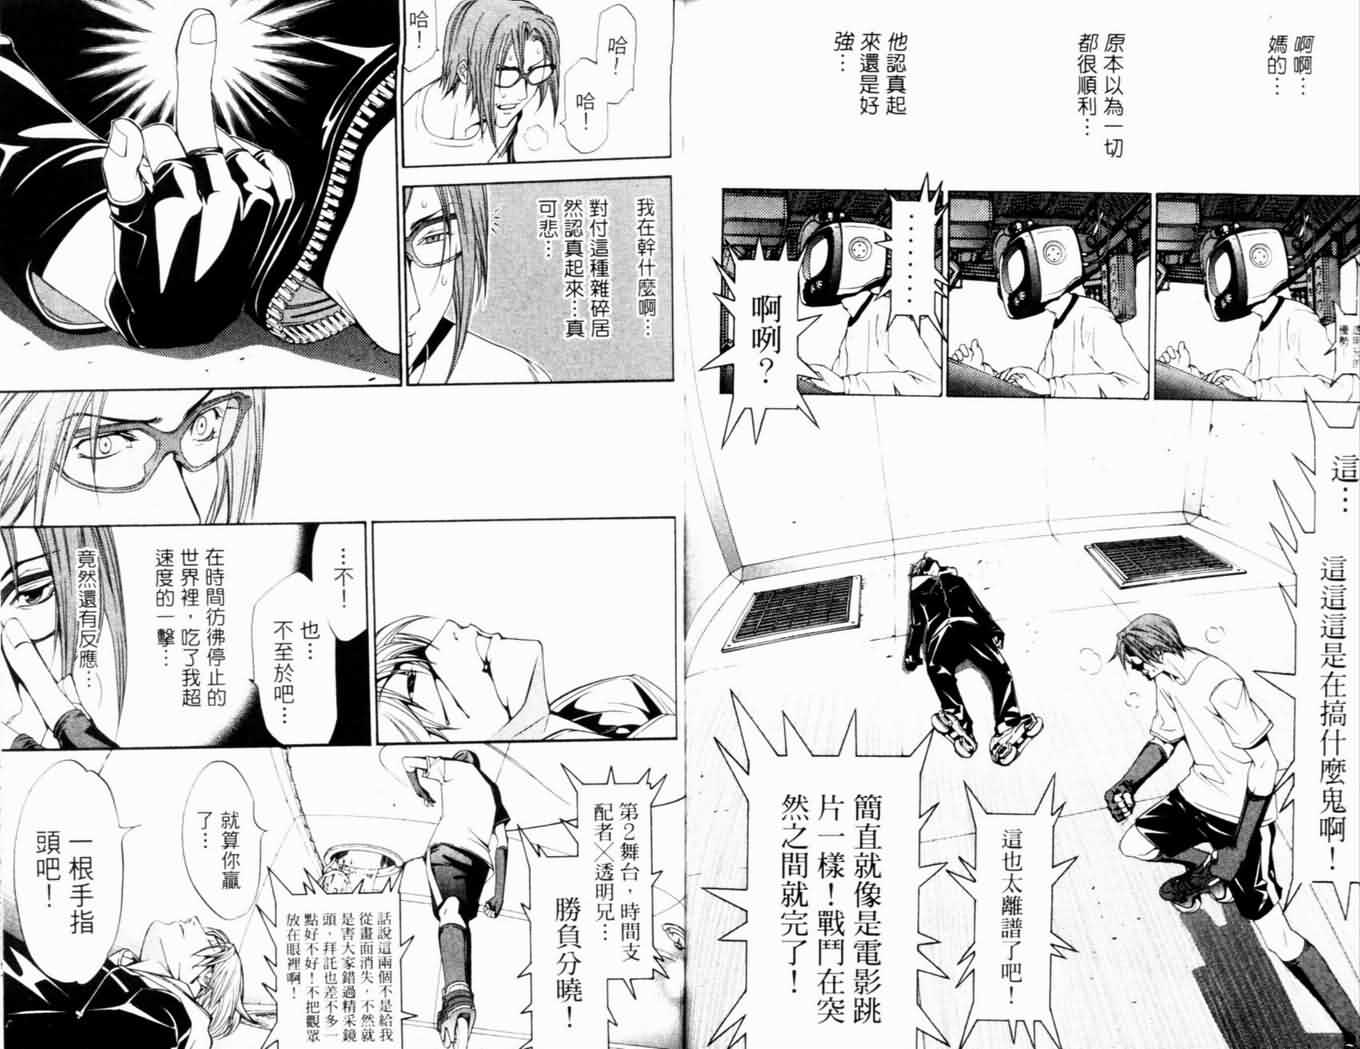 啊啊…
媽的…
原本以為一切
都很順利…
他認真起
來還是好
強…
優勢…
………
啊咧？
這…
這這這是在搞什麼鬼啊！
這也太離譜了吧！
簡直就像是電影跳
片一樣！戰鬥在突
然之間就完了！
哈！
哈！
哈！
我在幹什麼啊…
對付這種雜碎居
然認真起來…真
可悲…
…不！
也…
不至於吧…
在時間彷彿停止的
世界裡，吃了我超
速度的一擊…
竟然還有反應…
第2舞台，時間支
配者╳透明兄…
勝負分曉！
話說這兩個不是給我
從畫面消失，不然就
是害大家錯過精采鏡
頭，拜託也差不多一
點好不好！不把觀眾
放在眼裡啊！
就算你贏
了…
一根手指
頭吧！